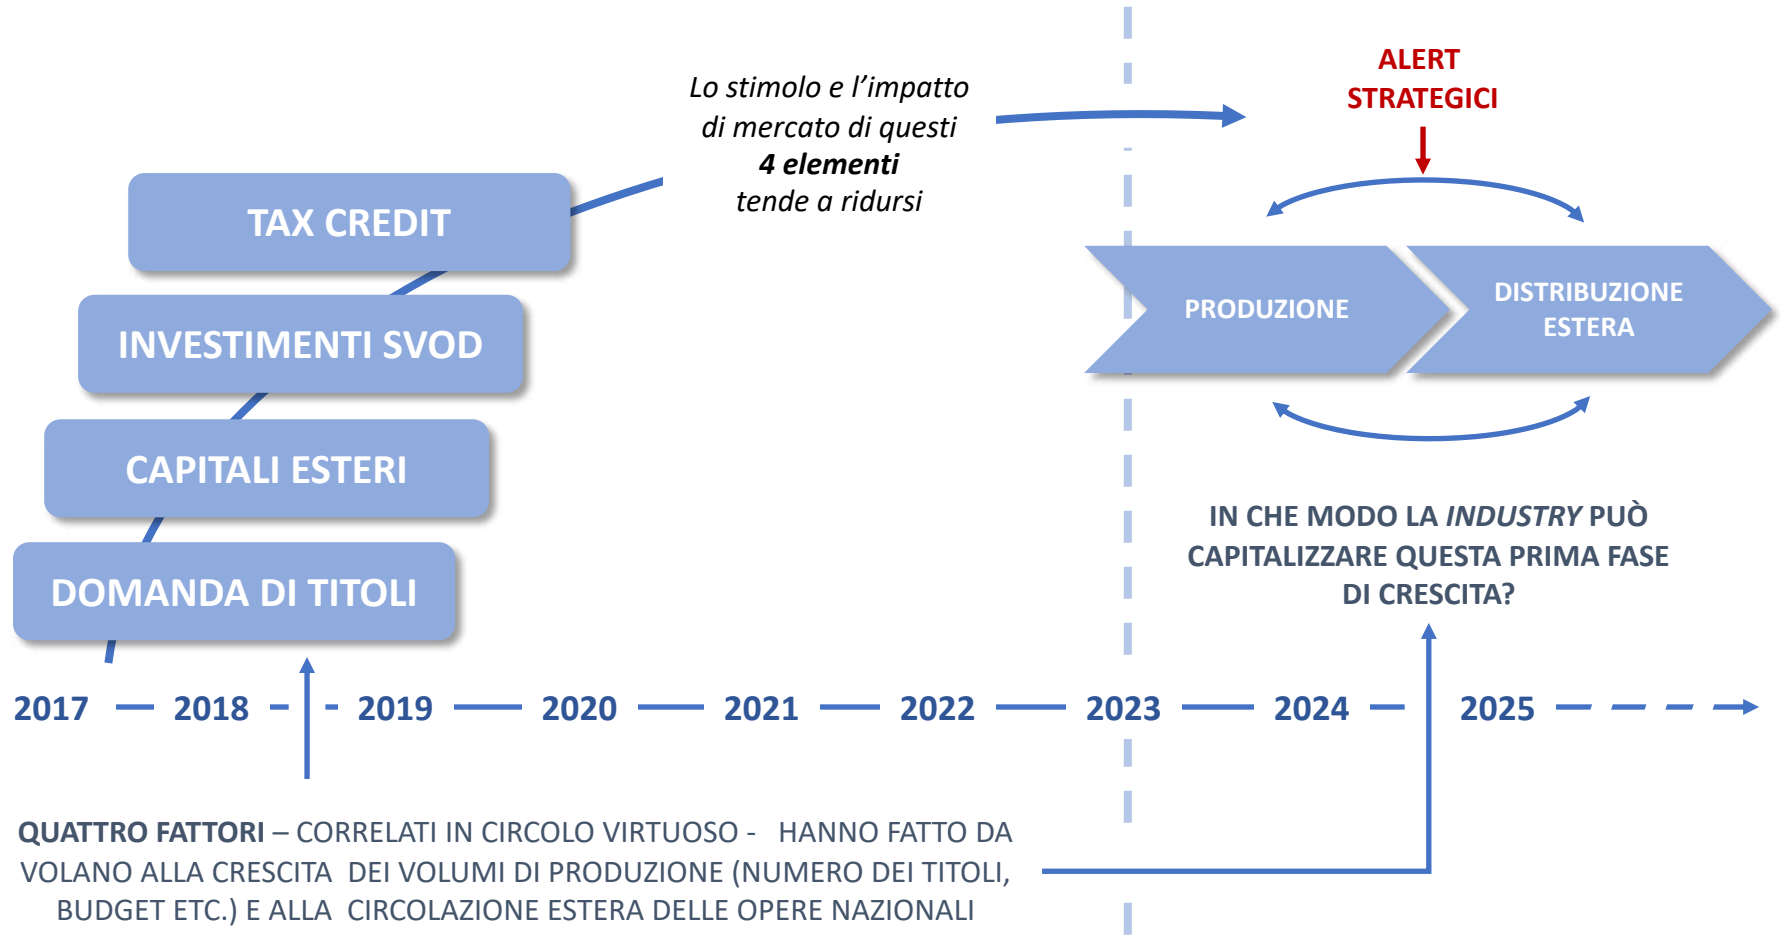 ALERT
STRATEGICI
Lo stimolo e l’impatto
di mercato di questi
4 elementi
tende a ridursi
TAX CREDIT
INVESTIMENTI SVOD
CAPITALI ESTERI
DOMANDA DI TITOLI
PRODUZIONE
DISTRIBUZIONE
ESTERA
IN CHE MODO LA INDUSTRY PUÒ
CAPITALIZZARE QUESTA PRIMA FASE
DI CRESCITA?
2017 2018 2019 2020 2021 2022 2023 2024 2025
QUATTRO FATTORI – CORRELATI IN CIRCOLO VIRTUOSO - HANNO FATTO DA
VOLANO ALLA CRESCITA DEI VOLUMI DI PRODUZIONE (NUMERO DEI TITOLI,
BUDGET ETC.) E ALLA CIRCOLAZIONE ESTERA DELLE OPERE NAZIONALI